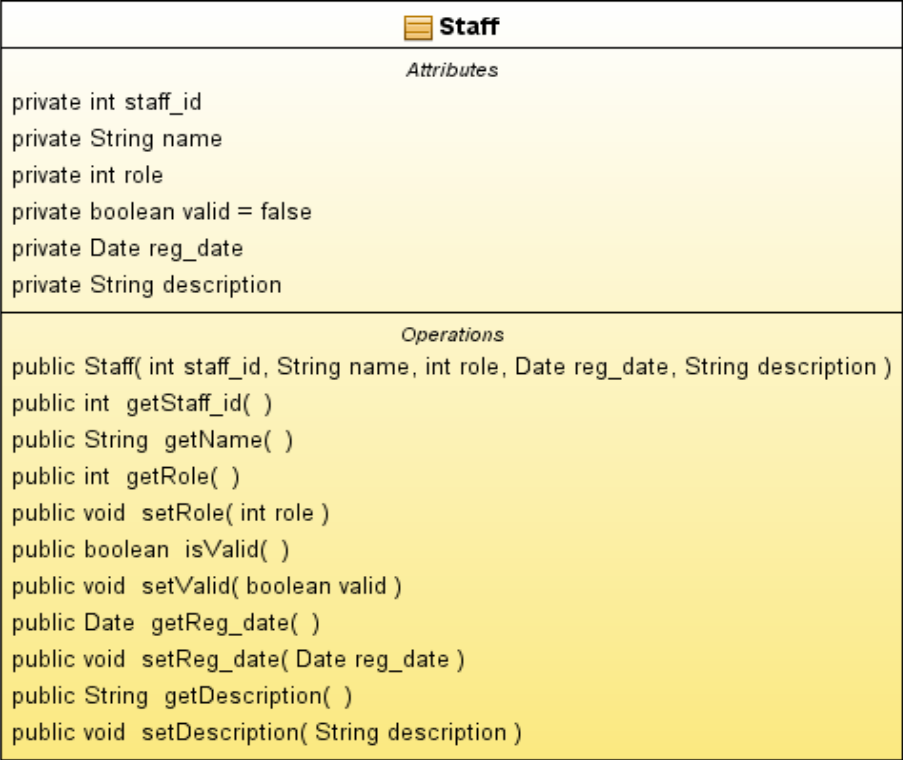 Staff
Attributes
private int staff_id
private String name
private int role
private boolean valid = false
private Date reg_date
private String description
Operations
public Staff( int staff_id, String name, int role, Date reg_date, String description )
public int  getStaff_id(  )
public String  getName(  )
public int  getRole(  )
public void  setRole( int role )
public boolean  isValid(  )
public void  setValid( boolean valid )
public Date  getReg_date(  )
public void  setReg_date( Date reg_date )
public String  getDescription(  )
public void  setDescription( String description )